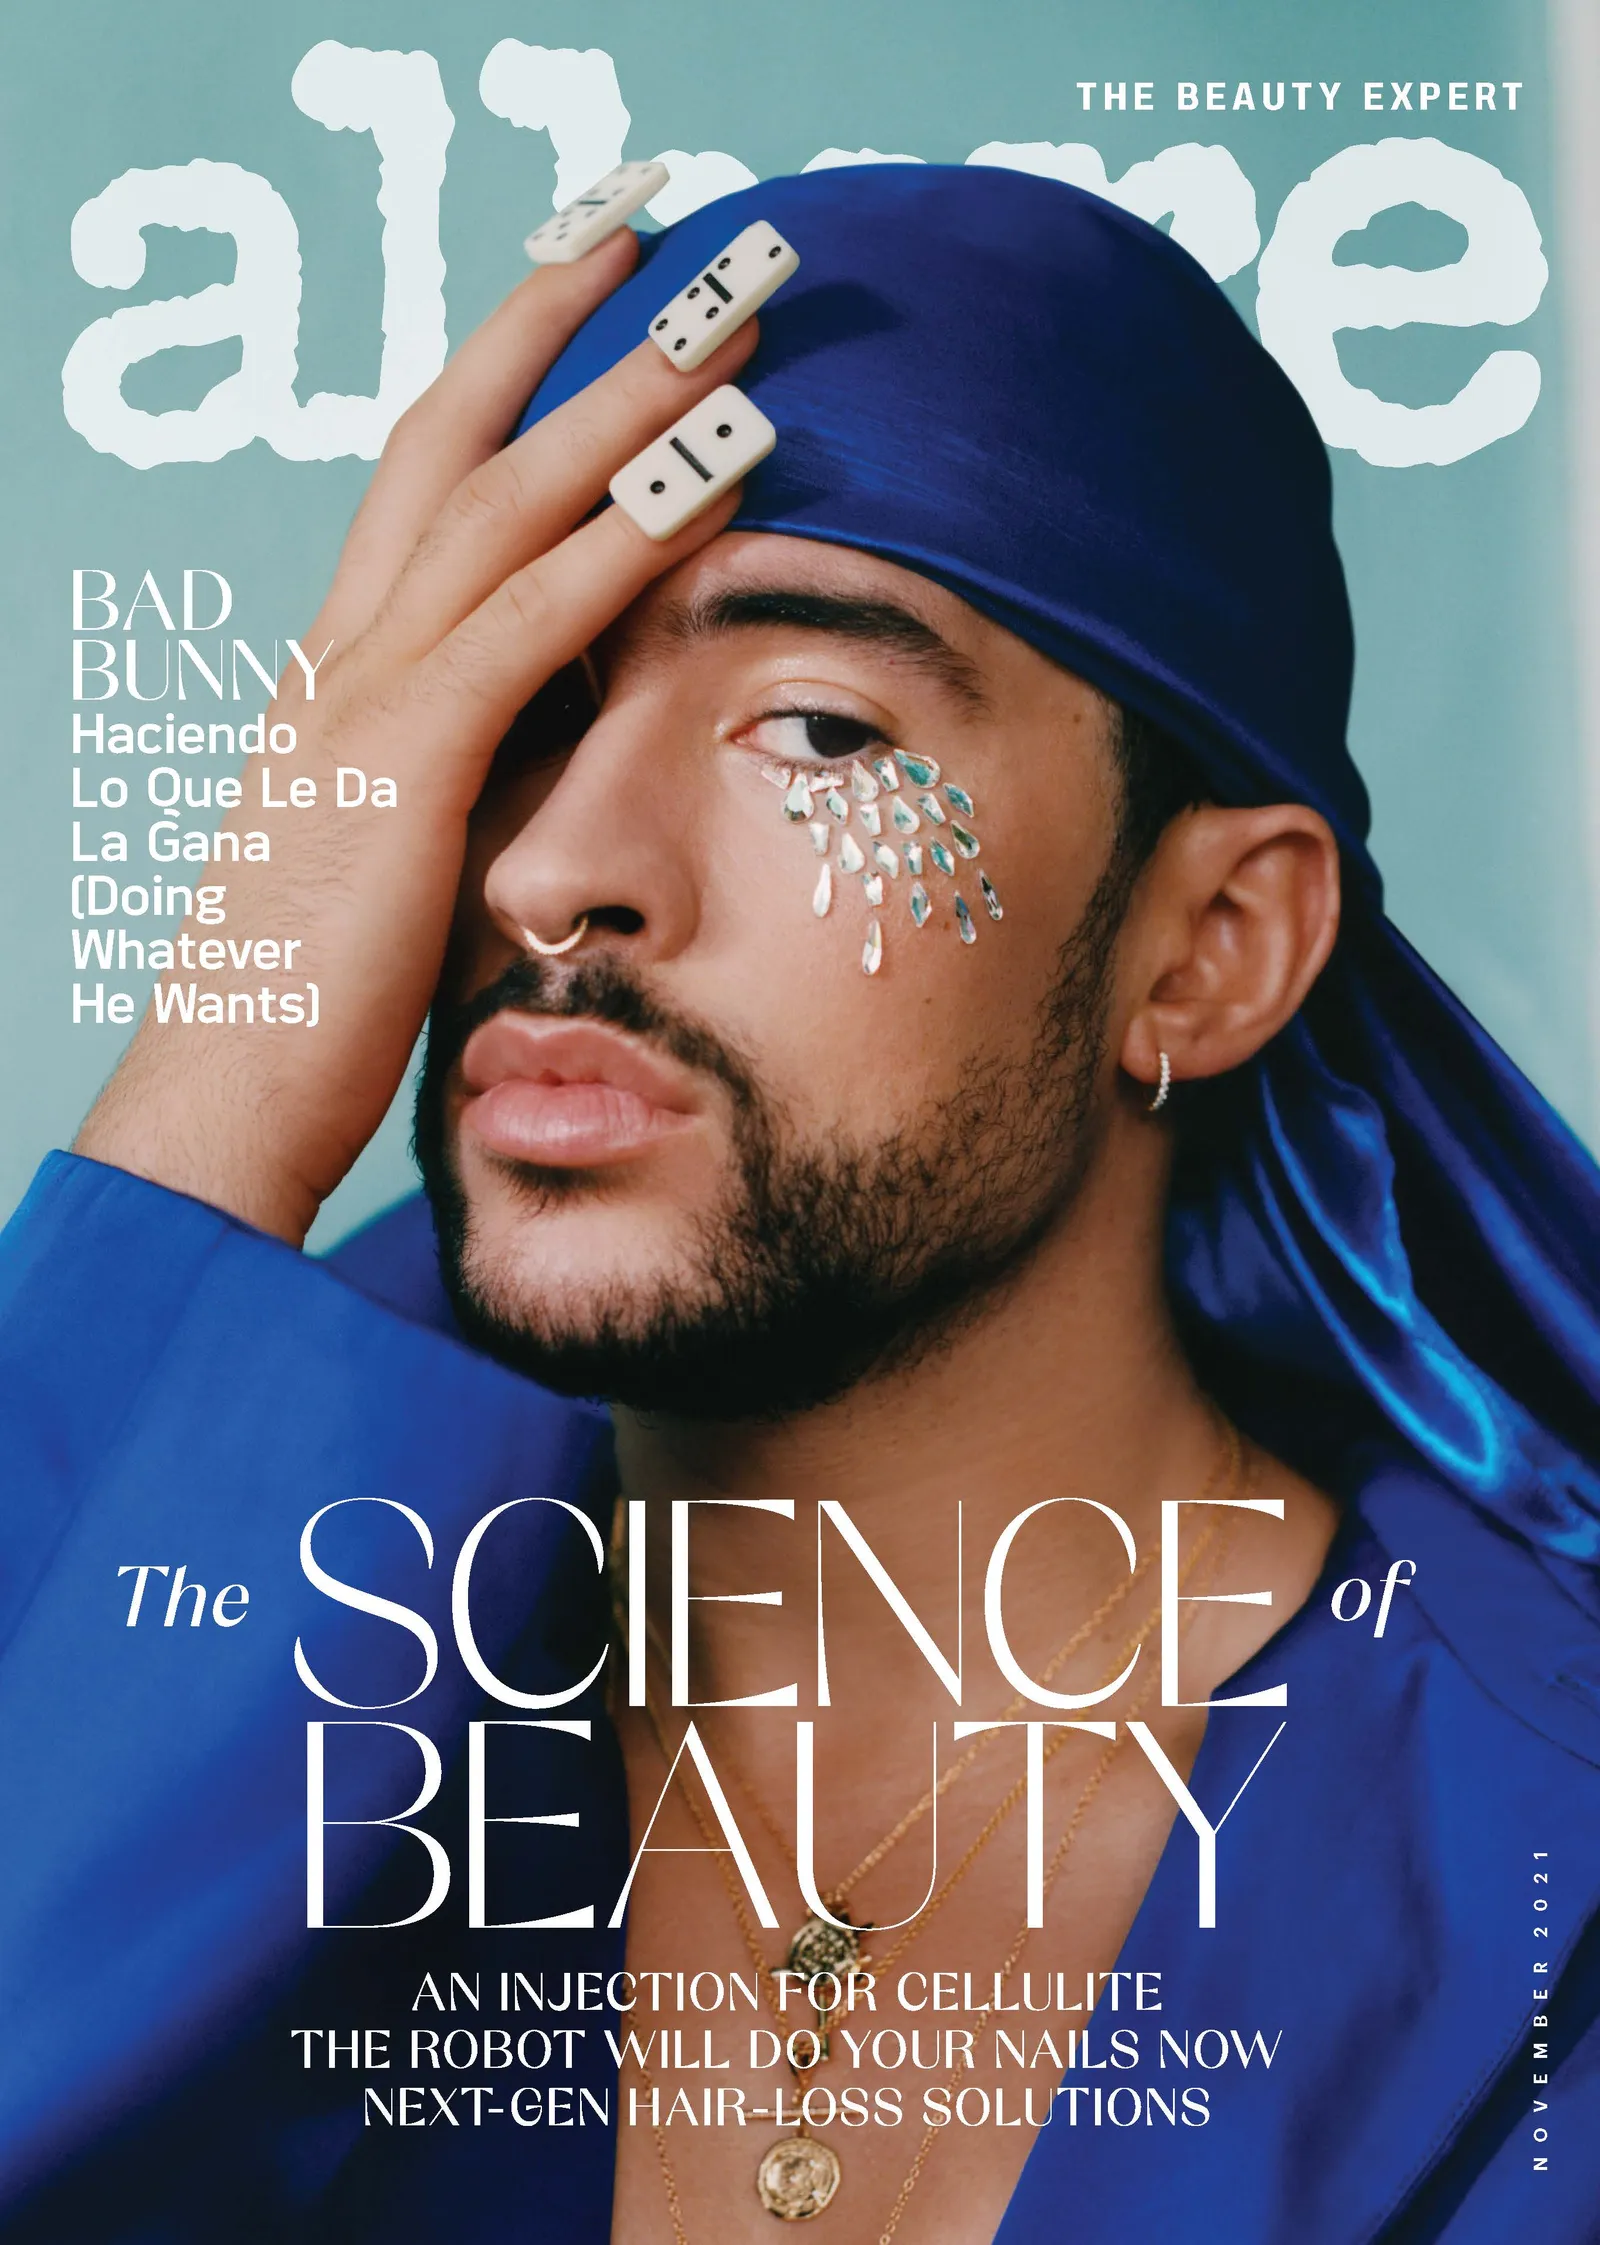 allure
THE BEAUTY EXPERT
BAD
BUNNY
Haciendo
Lo Que Le Da
La Gana
(Doing
Whatever
He Wants)
The SCIENCE of
BEAUTY
AN INJECTION FOR CELLULITE
THE ROBOT WILL DO YOUR NAILS NOW
NEXT-GEN HAIR-LOSS SOLUTIONS
NOVEMBER 2021